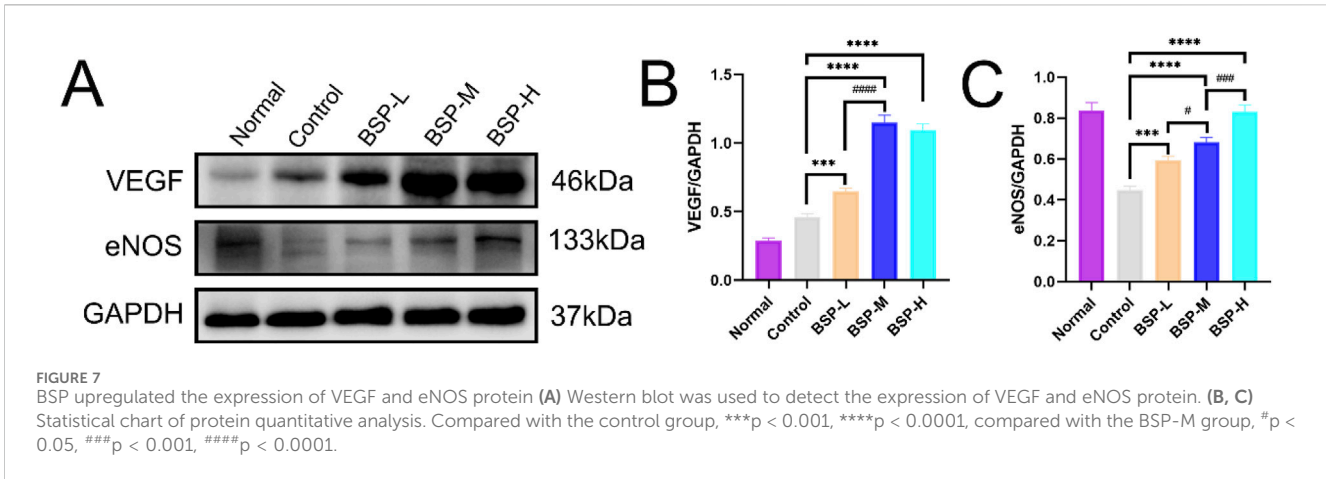 A
Normal
Control
BSP-L
BSP-M
BSP-H
VEGF
46kDa
eNOS
133kDa
GAPDH
37kDa
B
VEGF/GAPDH
1.5
1.0
0.5
0.0
****
****
####
***
Normal
Control
BSP-L
BSP-M
BSP-H
C
eNOS/GAPDH
1.0
0.8
0.6
0.4
0.2
0.0
****
****
###
#
***
Normal
Control
BSP-L
BSP-M
BSP-H
FIGURE 7
BSP upregulated the expression of VEGF and eNOS protein (A) Western blot was used to detect the expression of VEGF and eNOS protein. (B, C)
Statistical chart of protein quantitative analysis. Compared with the control group, ***p < 0.001, ****p < 0.0001, compared with the BSP-M group, #p <
0.05, ###p < 0.001, ####p < 0.0001.